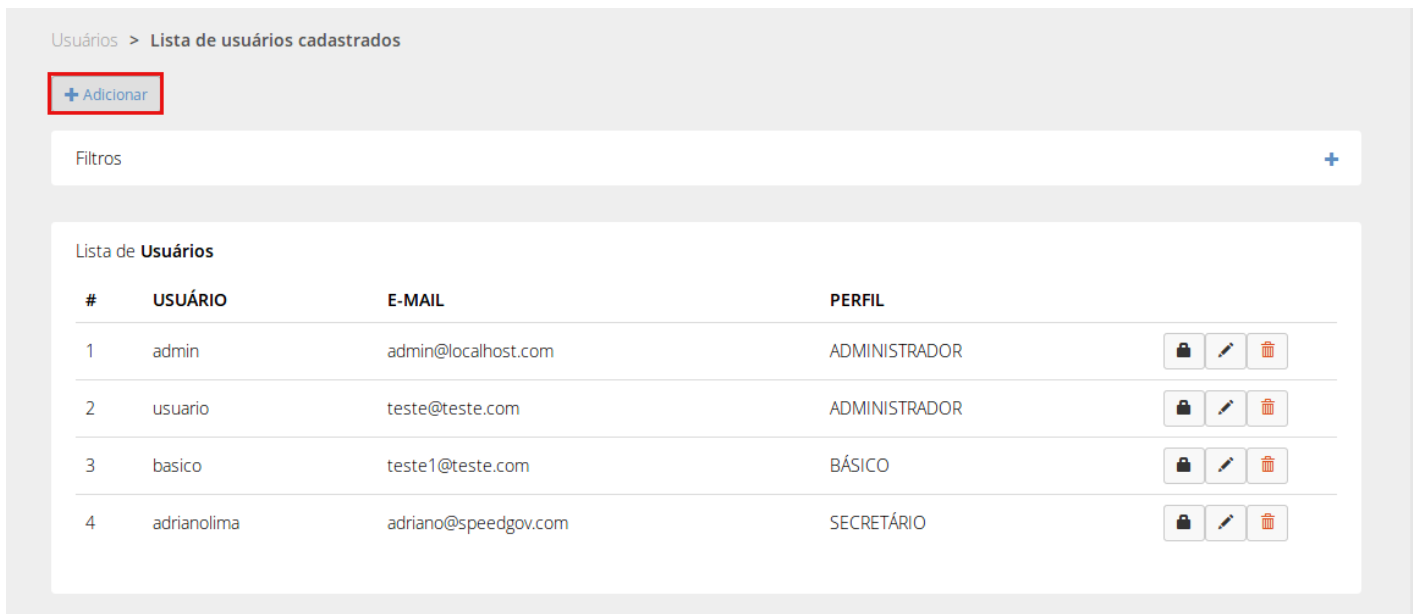 Usuários > Lista de usuários cadastrados
Adicionar
Filtros
Lista de Usuários
# USUÁRIO E-MAIL PERFIL
1 admin admin@localhost.com ADMINISTRADOR
2 usuario teste@teste.com ADMINISTRADOR
3 basico teste1@teste.com BÁSICO
4 adrianolima adriano@speedgov.com SECRETÁRIO